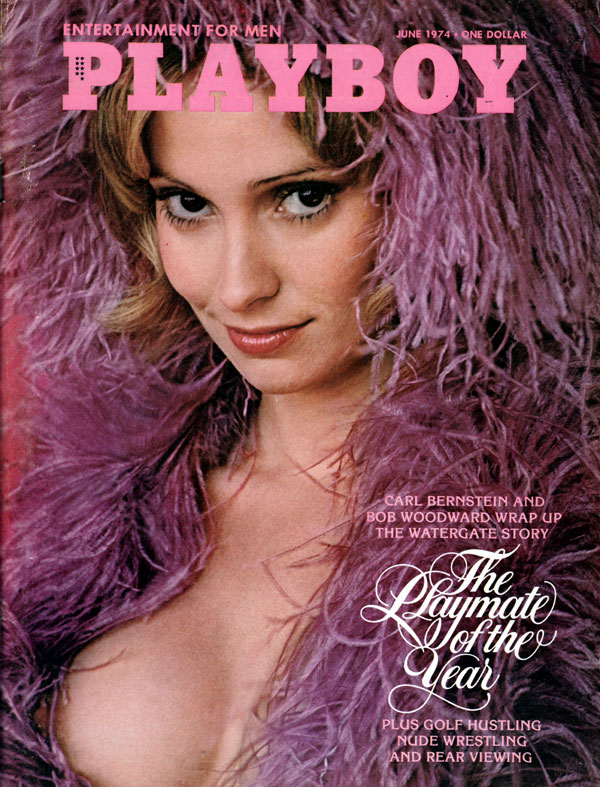 ENTERTAINMENT FOR MEN
JUNE 1974 • ONE DOLLAR
PLAYBOY
CARL BERNSTEIN AND
BOB WOODWARD WRAP UP
THE WATERGATE STORY
The
Playmate
of the
Year
PLUS GOLF HUSTLING
NUDE WRESTLING
AND REAR VIEWING